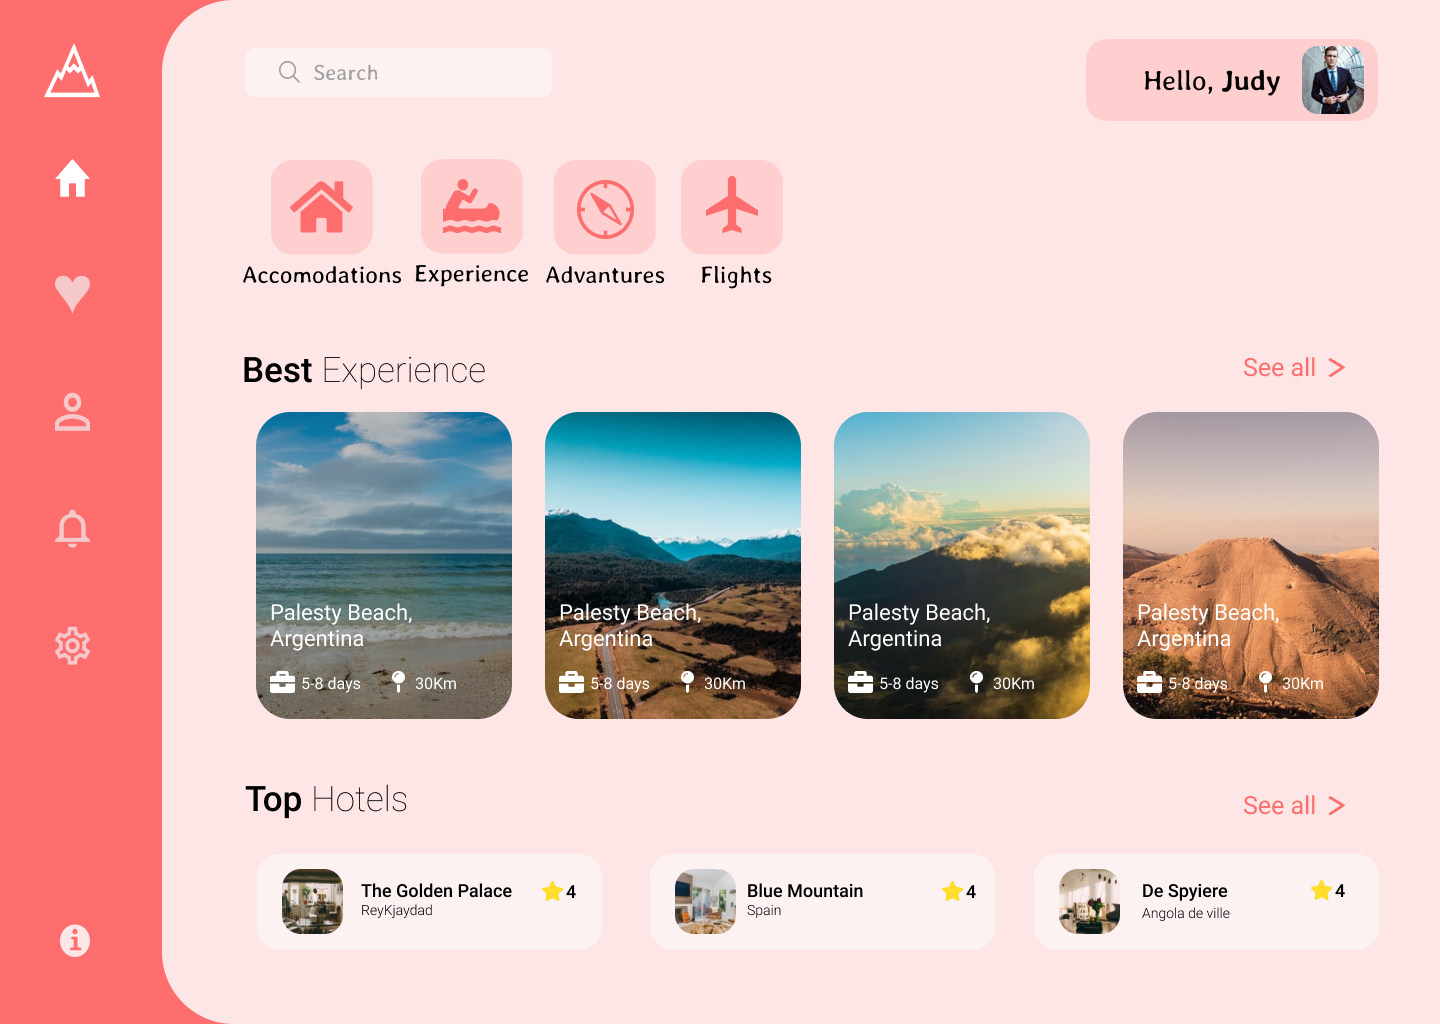 Search
Hello, Judy
Accomodations
Experience
Advantures
Flights
Best Experience
See all >
Palesty Beach,
Argentina
5-8 days
30Km
Palesty Beach,
Argentina
5-8 days
30Km
Palesty Beach,
Argentina
5-8 days
30Km
Palesty Beach,
Argentina
5-8 days
30Km
Top Hotels
See all >
The Golden Palace
4
ReyKjaydad
Blue Mountain
4
Spain
De Spyiere
4
Angola de ville